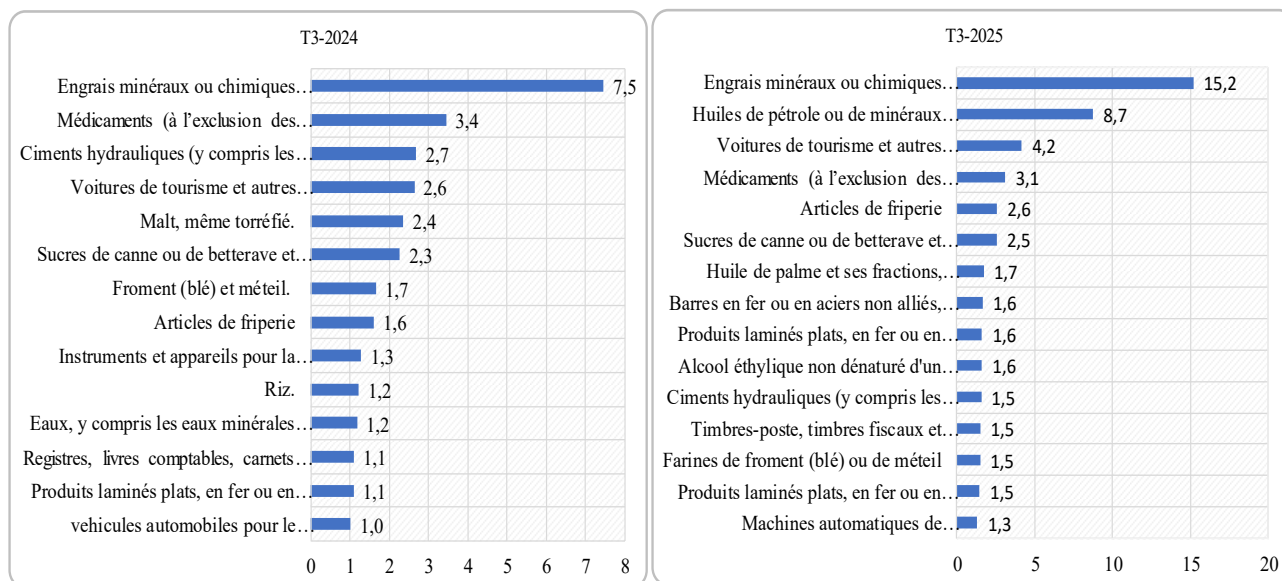 T3-2024
Engrais minéraux ou chimiques… 7,5
Médicaments (à l’exclusion des… 3,4
Ciments hydrauliques (y compris les… 2,7
Voitures de tourisme et autres… 2,6
Malt, même torréfié. 2,4
Sucres de canne ou de betterave et… 2,3
Froment (blé) et méteil. 1,7
Articles de friperie 1,6
Instruments et appareils pour la… 1,3
Riz. 1,2
Eaux, y compris les eaux minérales… 1,2
Registres, livres comptables, carnets… 1,1
Produits laminés plats, en fer ou en… 1,1
vehicules automobiles pour le… 1,0
0 1 2 3 4 5 6 7 8
T3-2025
Engrais minéraux ou chimiques… 15,2
Huiles de pétrole ou de minéraux… 8,7
Voitures de tourisme et autres… 4,2
Médicaments (à l’exclusion des… 3,1
Articles de friperie 2,6
Sucres de canne ou de betterave et… 2,5
Huile de palme et ses fractions,… 1,7
Barres en fer ou en aciers non alliés,… 1,6
Produits laminés plats, en fer ou en… 1,6
Alcool éthylique non dénaturé d'un… 1,6
Ciments hydrauliques (y compris les… 1,5
Timbres-poste, timbres fiscaux et… 1,5
Farines de froment (blé) ou de méteil 1,5
Produits laminés plats, en fer ou en… 1,5
Machines automatiques de… 1,3
0 5 10 15 20